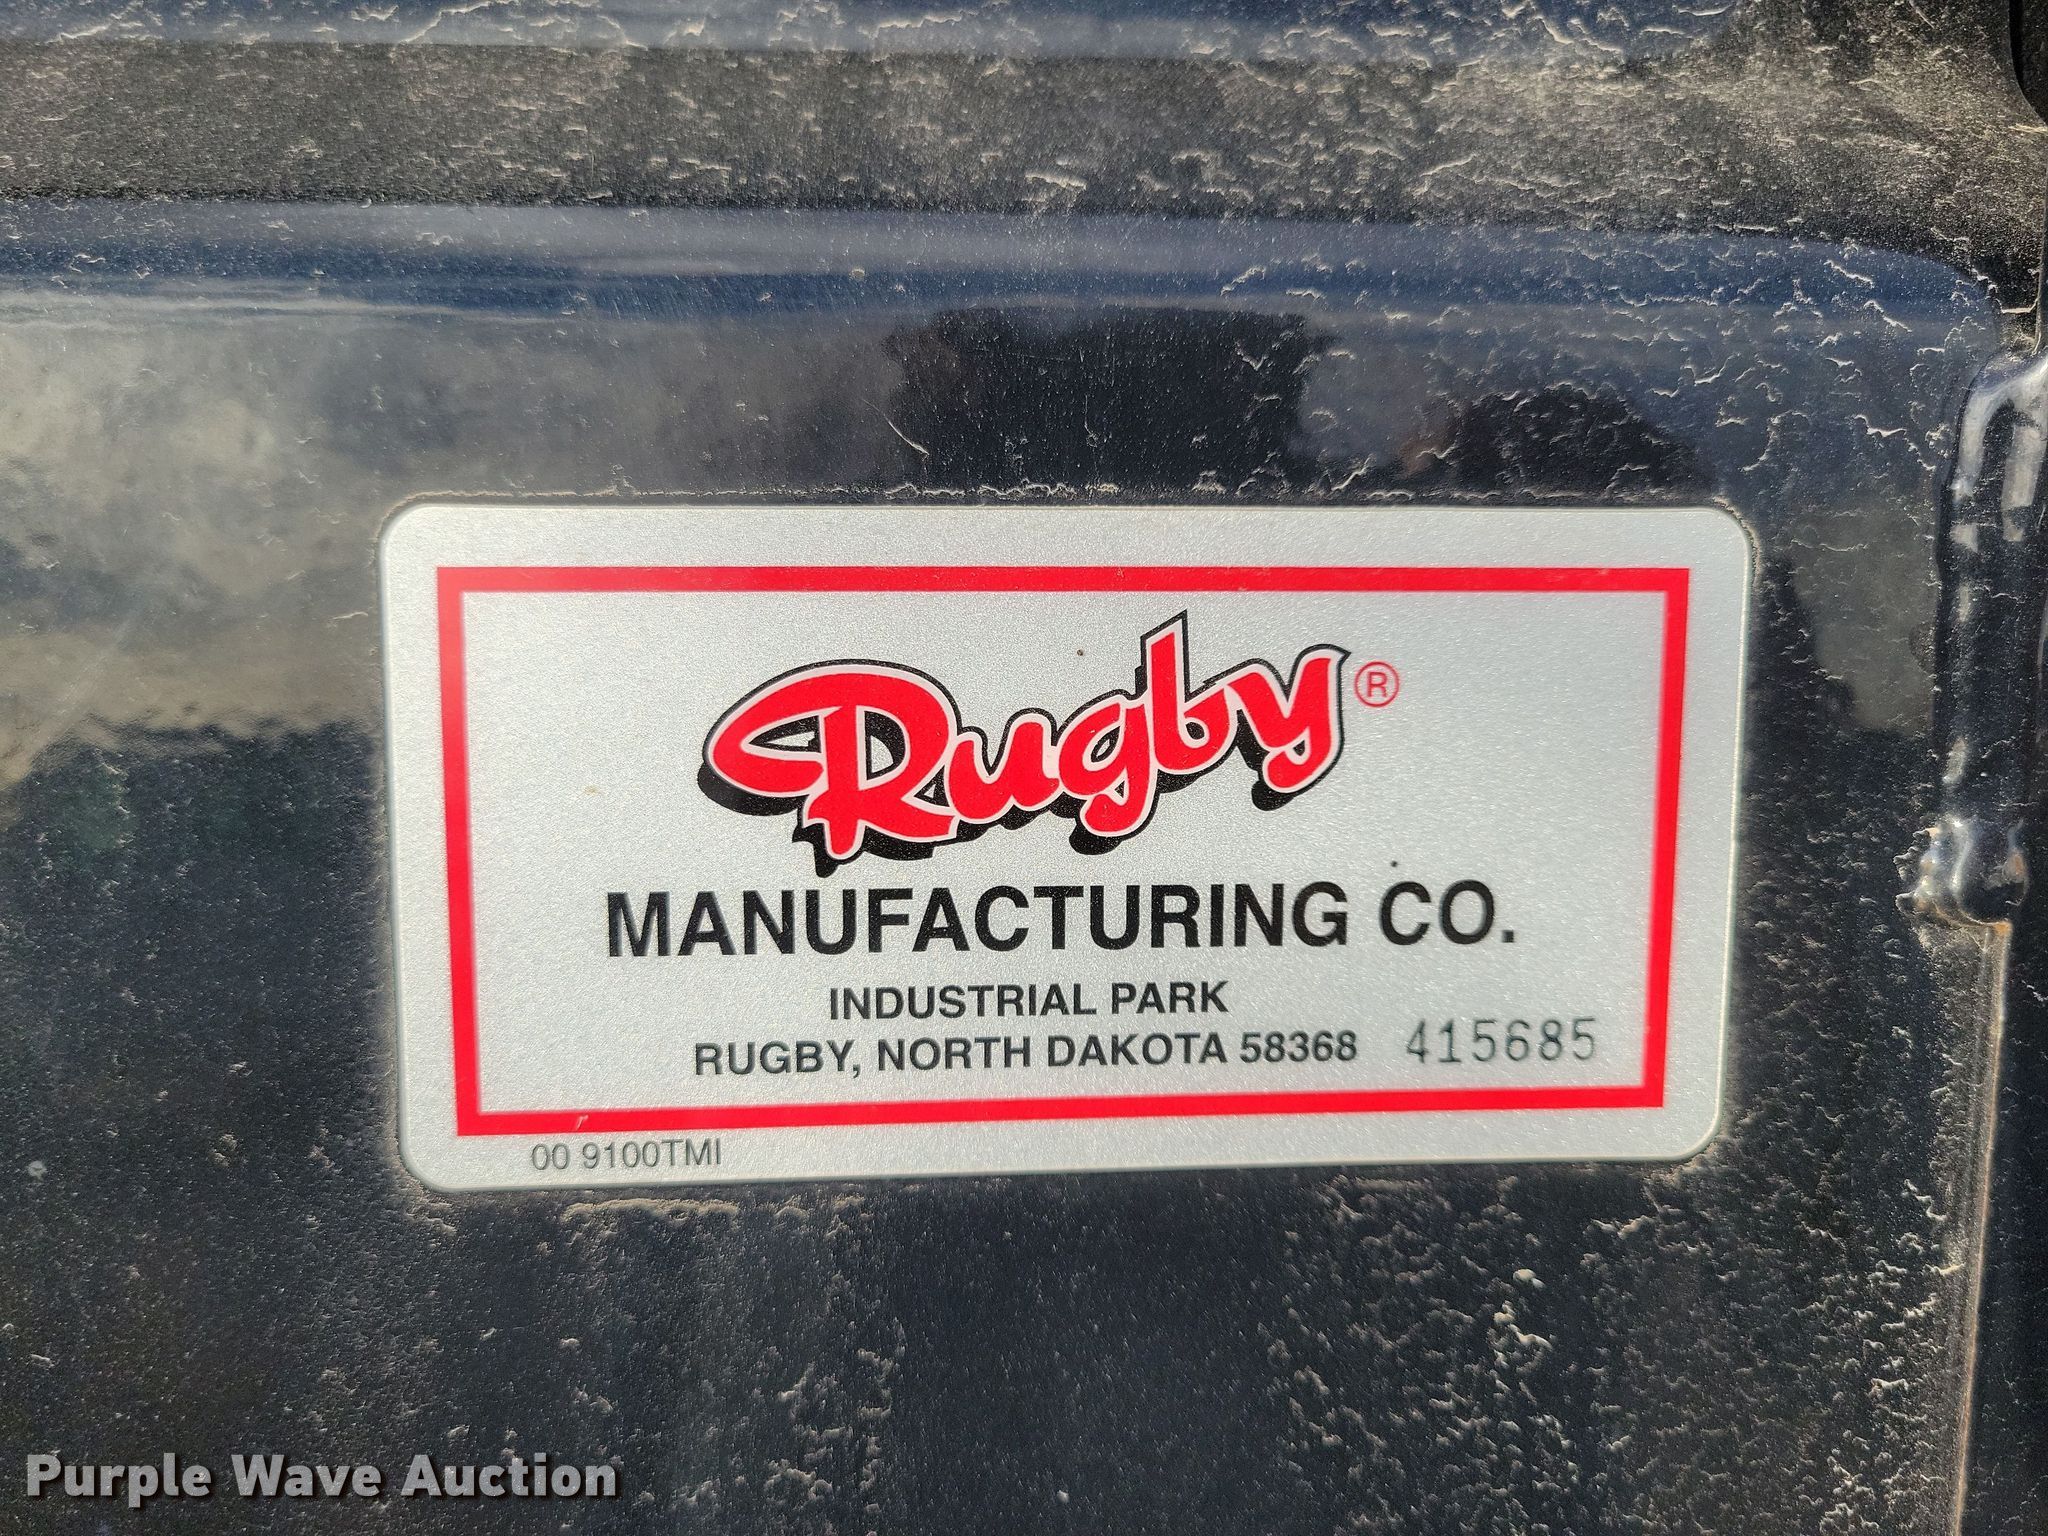 Rugby®
MANUFACTURING CO.
INDUSTRIAL PARK
RUGBY, NORTH DAKOTA 58368 415685
00 9100TMI
Purple Wave Auction